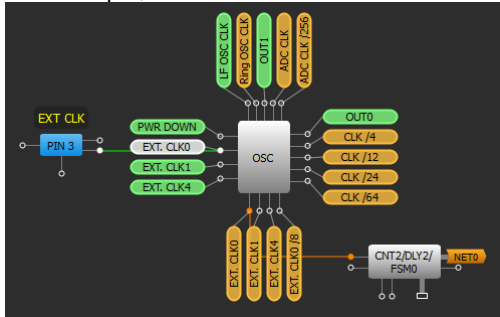 LF OSC CLK
Ring OSC CLK
OUT1
ADC CLK
ADC CLK /256
EXT CLK
PIN 3
PWR DOWN
EXT. CLK0
EXT. CLK1
EXT. CLK4
OSC
OUT0
CLK /4
CLK /12
CLK /24
CLK /64
EXT. CLK0
EXT. CLK1
EXT. CLK4
EXT. CLK0 /8
CNT2/DLY2/
FSM0
NET0